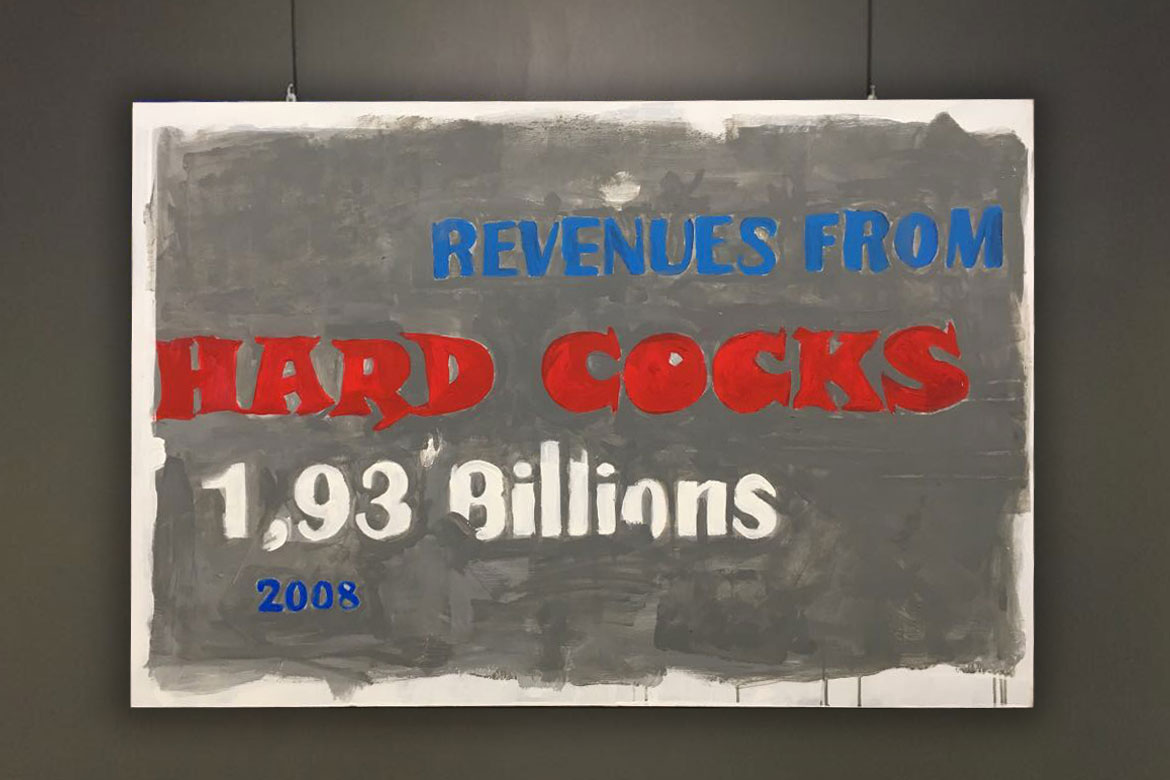 REVENUES FROM
HARD COCKS
1,93 Billions
2008